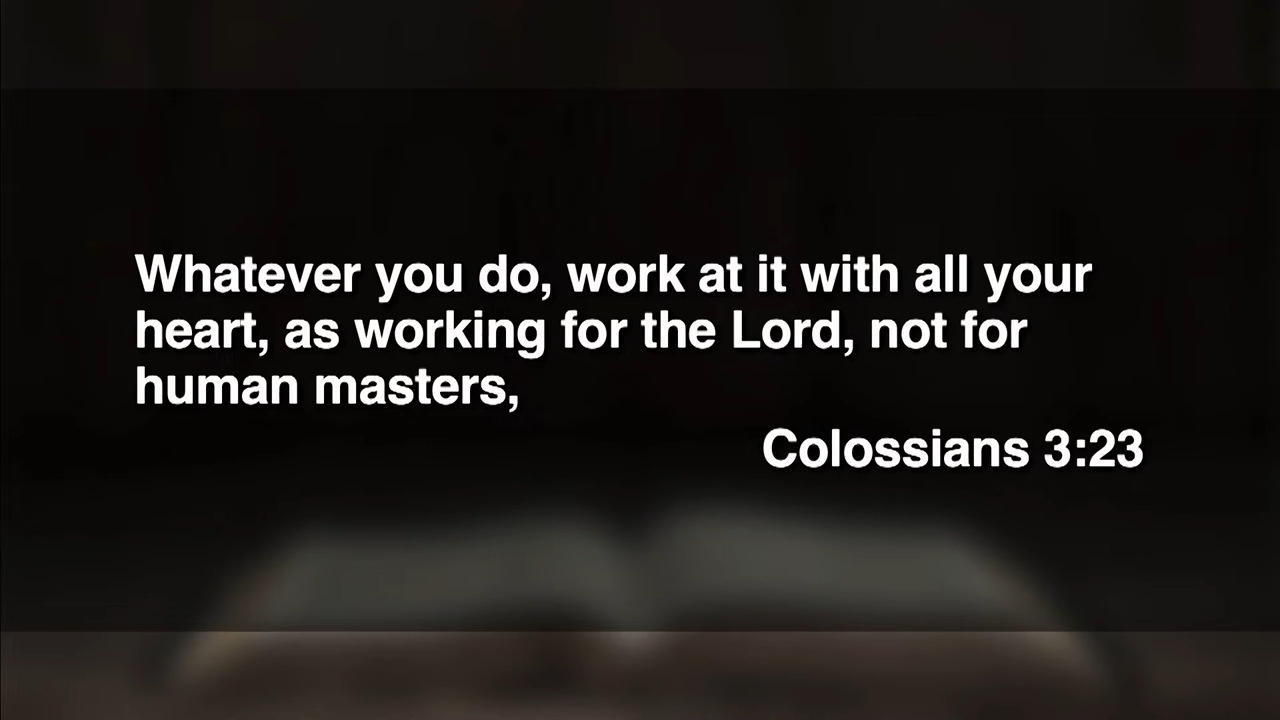 Whatever you do, work at it with all your
heart, as working for the Lord, not for
human masters,
Colossians 3:23